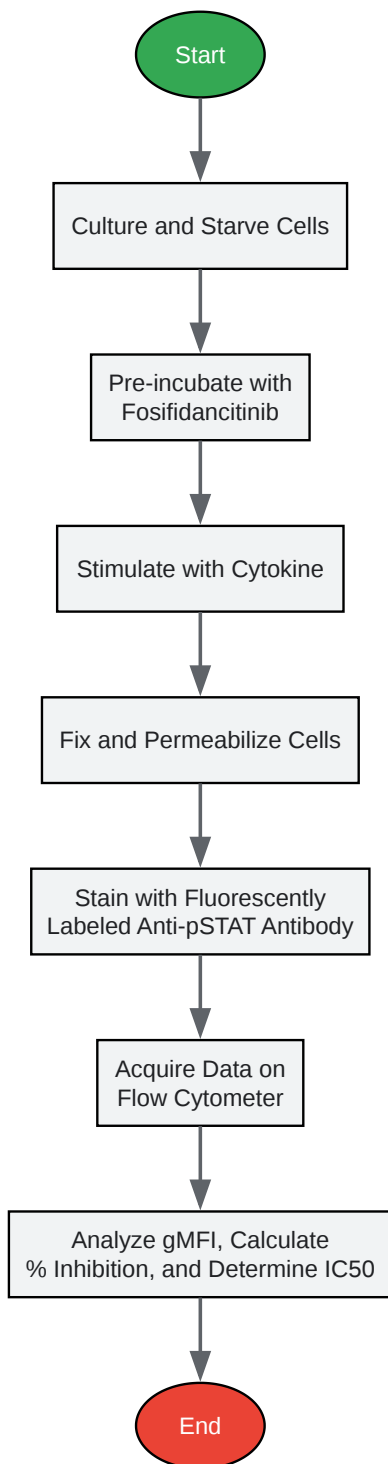 Start
Culture and Starve Cells
Pre-incubate with
Fosifidancitinib
Stimulate with Cytokine
Fix and Permeabilize Cells
Stain with Fluorescently
Labeled Anti-pSTAT Antibody
Acquire Data on
Flow Cytometer
Analyze gMFI, Calculate
% Inhibition, and Determine IC50
End